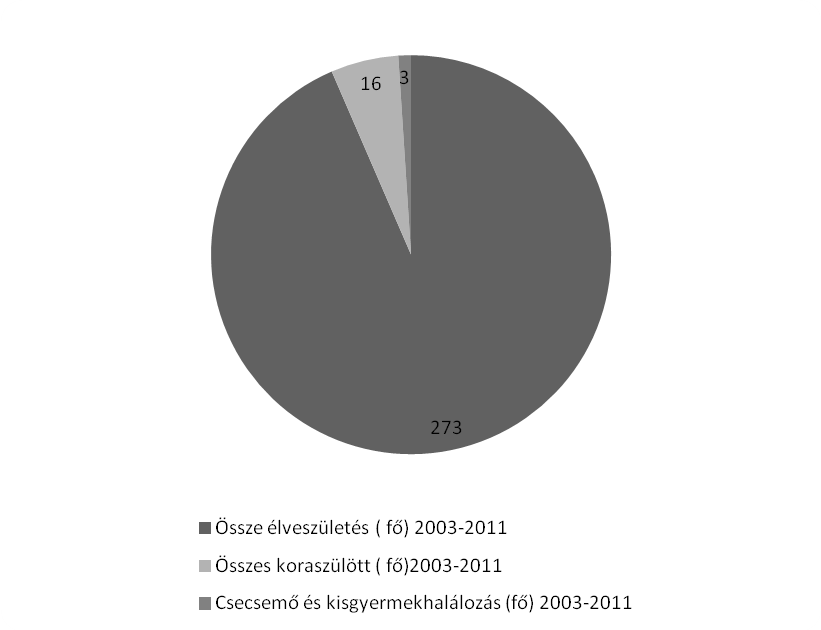 16
3
273
Össze élveszületés ( fő) 2003-2011
Összes koraszülött ( fő)2003-2011
Csecsemő és kisgyermekhalálozás (fő) 2003-2011